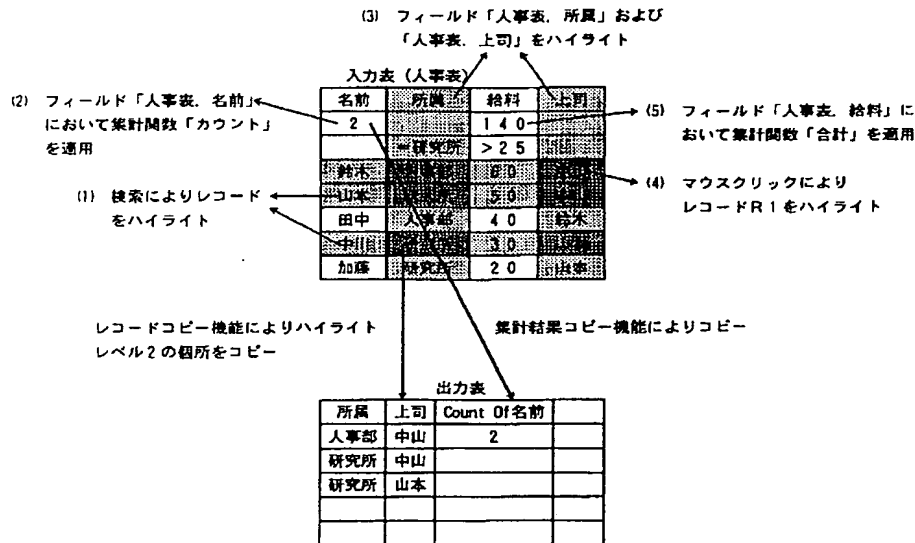 (3) フィールド「人事表．所属」および
「人事表．上司」をハイライト
入力表（人事表）
(2) フィールド「人事表．名前」
において集計関数「カウント」
を適用
名前 所属 給料 上司
2 140
＝研究所 >25
鈴木 人事部 60
山本 50
田中 人事部 40 鈴木
中川 30
加藤 研究所 20 山本
(5) フィールド「人事表．給料」に
おいて集計関数「合計」を適用
(1) 検索によりレコード
をハイライト
(4) マウスクリックにより
レコードR1をハイライト
レコードコピー機能によりハイライト
レベル2の個所をコピー
集計結果コピー機能によりコピー
出力表
所属 上司 Count Of名前
人事部 中山 2
研究所 中山
研究所 山本